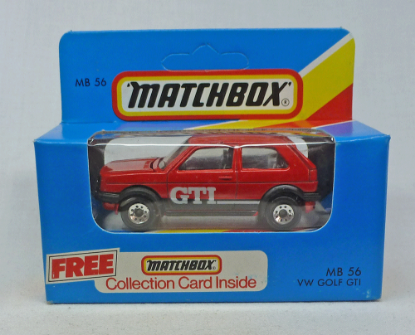 MB 56
"MATCHBOX"®
GTI
FREE
"MATCHBOX"
Collection Card Inside
MB 56
VW GOLF GTI